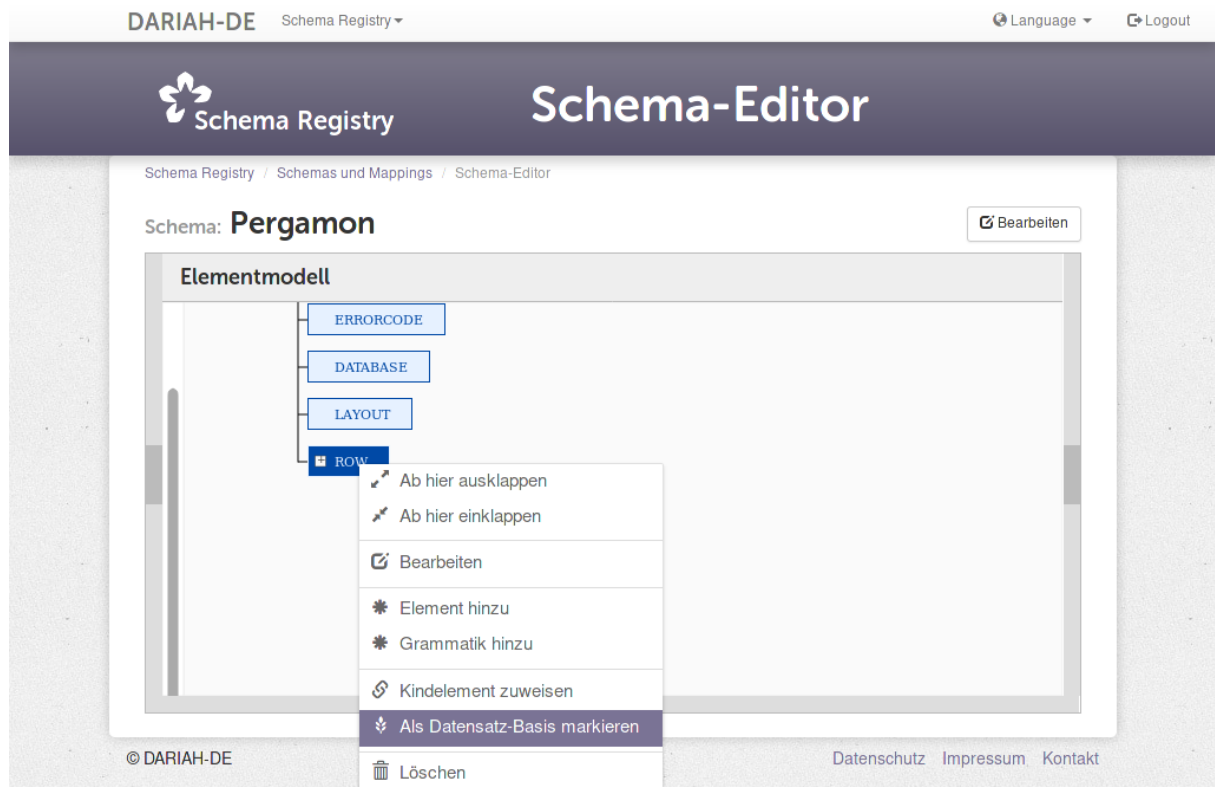 DARIAH-DE Schema Registry Language Logout
Schema Registry Schema-Editor
Schema Registry / Schemas und Mappings / Schema-Editor
Schema: Pergamon Bearbeiten
Elementmodell
ERRORCODE
DATABASE
LAYOUT
ROW
Ab hier ausklappen
Ab hier einklappen
Bearbeiten
Element hinzu
Grammatik hinzu
Kindelement zuweisen
Als Datensatz-Basis markieren
Löschen
© DARIAH-DE Datenschutz Impressum Kontakt